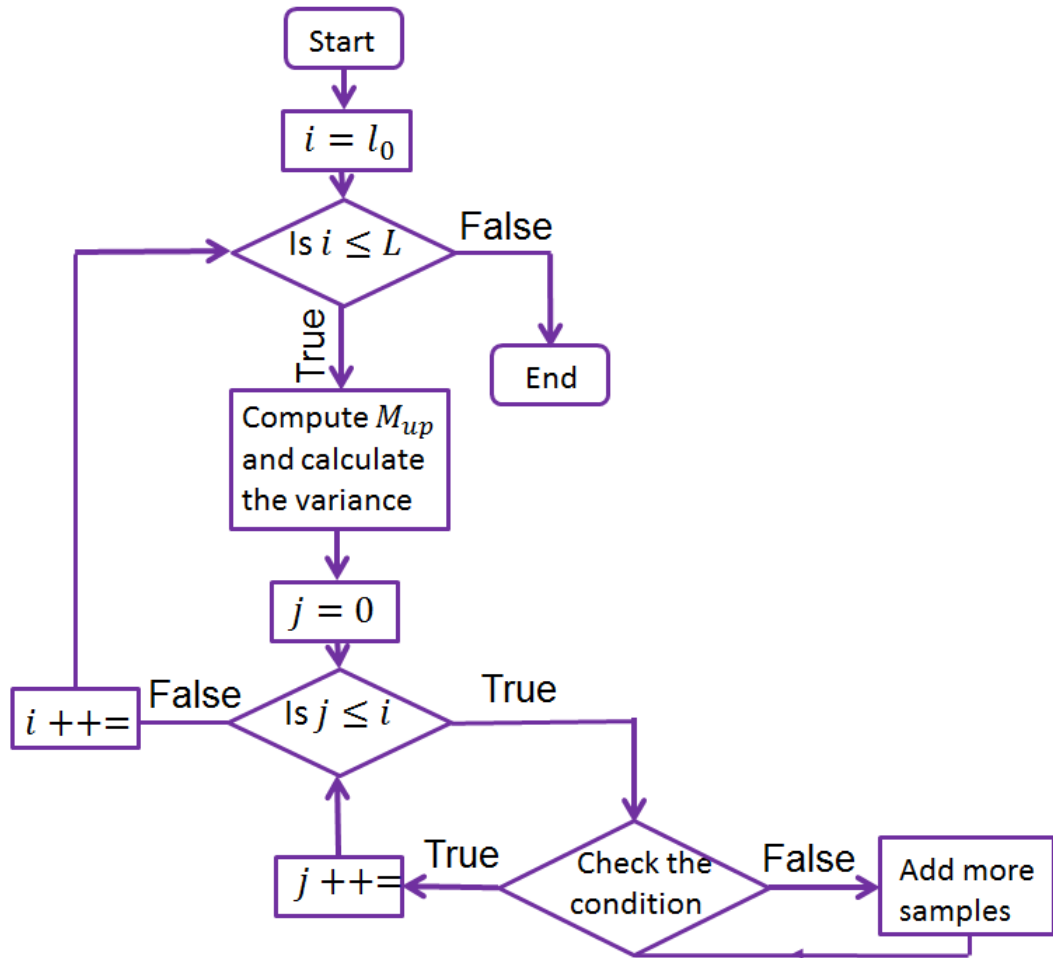 Start
i = l₀
Is i ≤ L
False
True
End
Compute M_up
and calculate
the variance
j = 0
False
Is j ≤ i
True
i ++=
True
j ++=
Check the
condition
False
Add more
samples